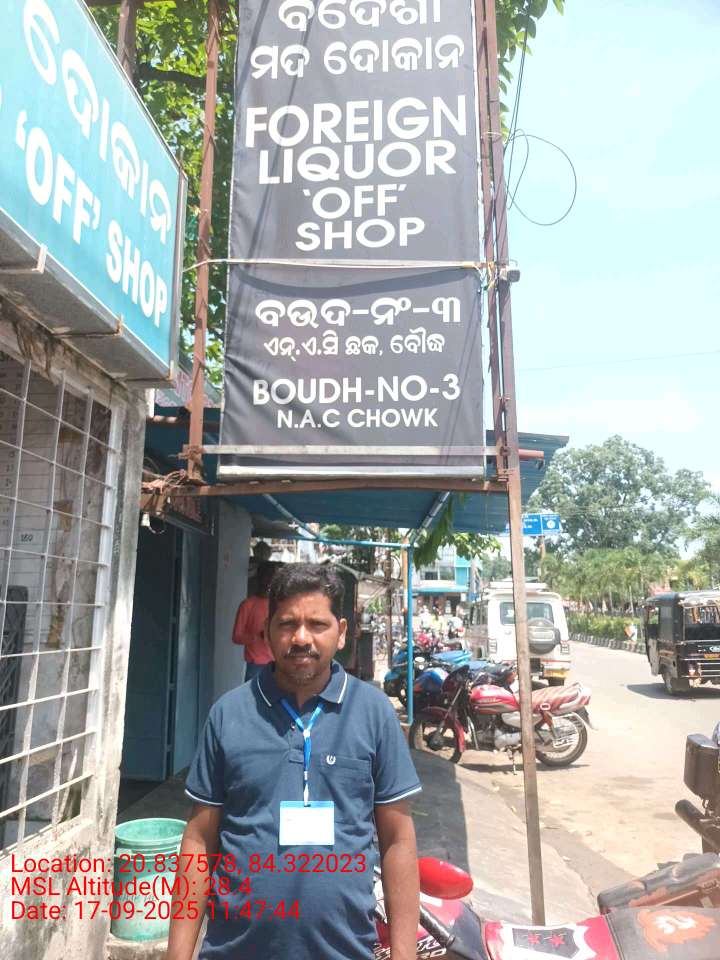 ବିଦେଶୀ
ମଦ ଦୋକାନ
FOREIGN
LIQUOR
‘OFF’
SHOP
ବଉଦ-ନଂ-୩
ଏନ୍.ଏ.ସି ଛକ, ବୌଦ୍ଧ
BOUDH-NO-3
N.A.C CHOWK
ଦୋକାନ
‘OFF’ SHOP
Location: 20.837578, 84.322023
MSL Altitude(M): 28.4
Date: 17-09-2025 11:47:44